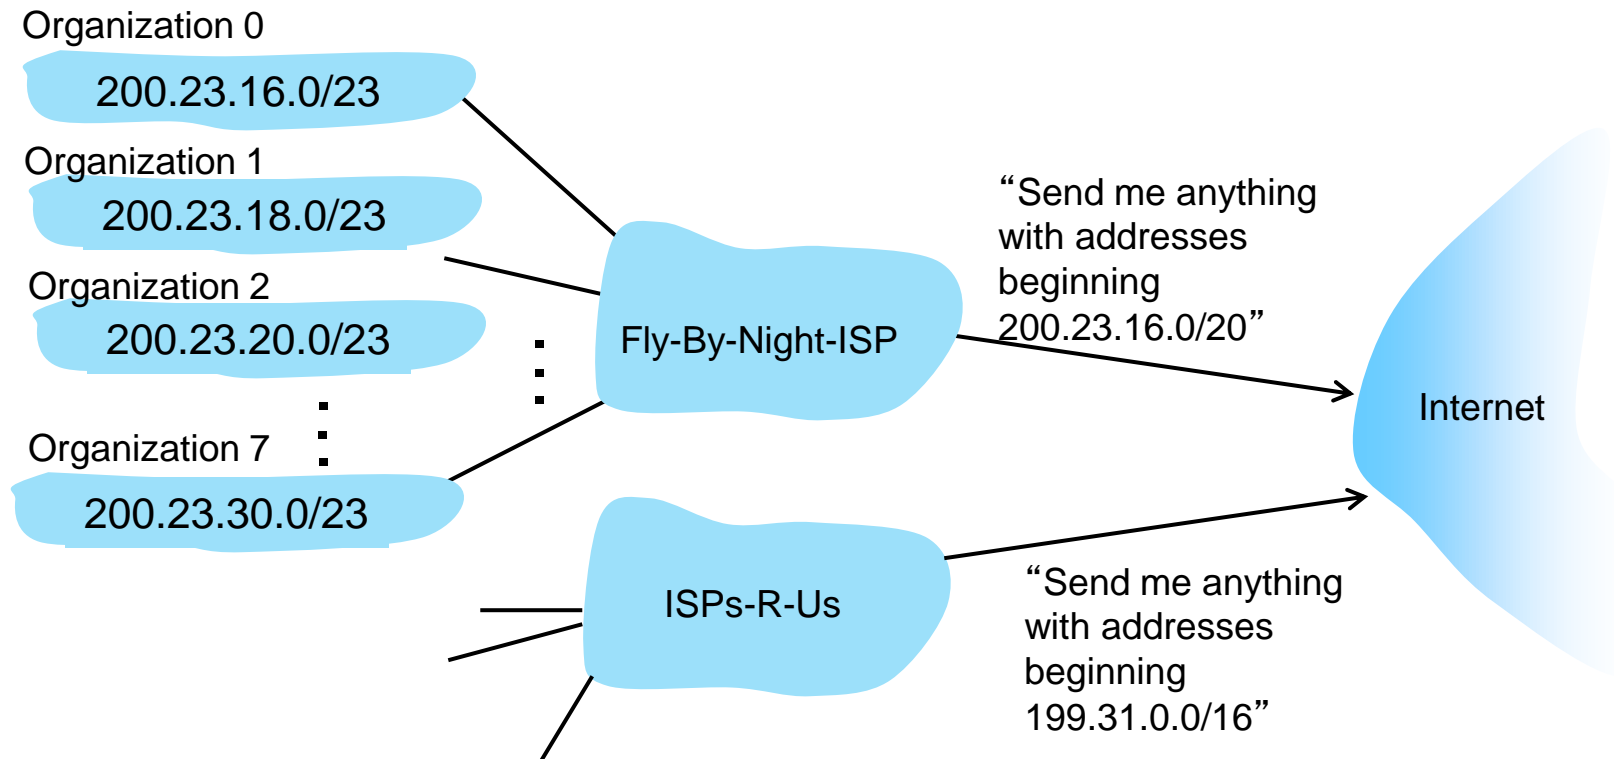 Organization 0
200.23.16.0/23
Organization 1
200.23.18.0/23
Organization 2
200.23.20.0/23
Organization 7
200.23.30.0/23
Fly-By-Night-ISP
“Send me anything
with addresses
beginning
200.23.16.0/20”
Internet
ISPs-R-Us
“Send me anything
with addresses
beginning
199.31.0.0/16”